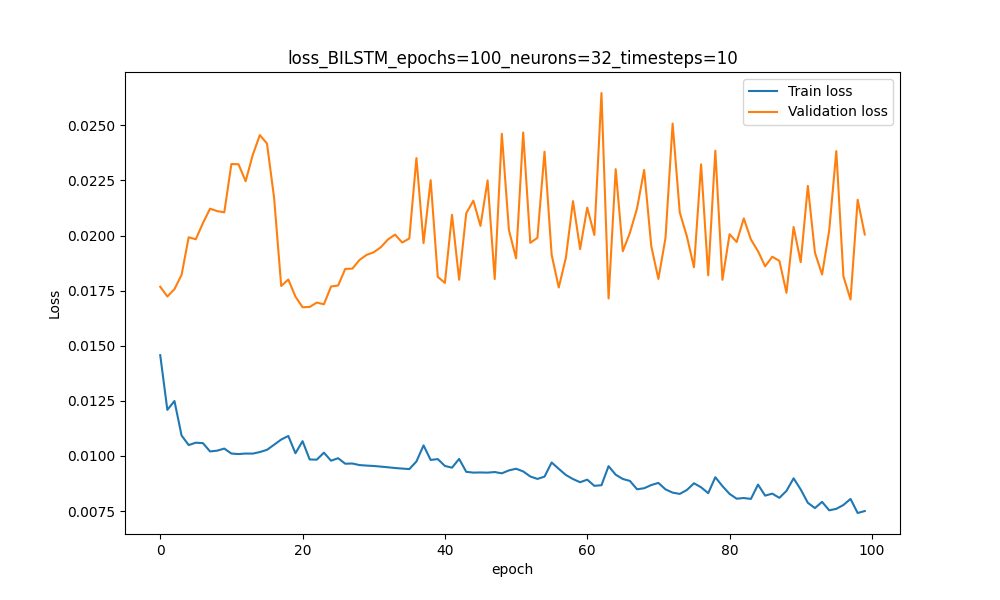 loss_BILSTM_epochs=100_neurons=32_timesteps=10
Train loss
Validation loss
0.0250
0.0225
0.0200
0.0175
0.0150
0.0125
0.0100
0.0075
Loss
0 20 40 60 80 100
epoch